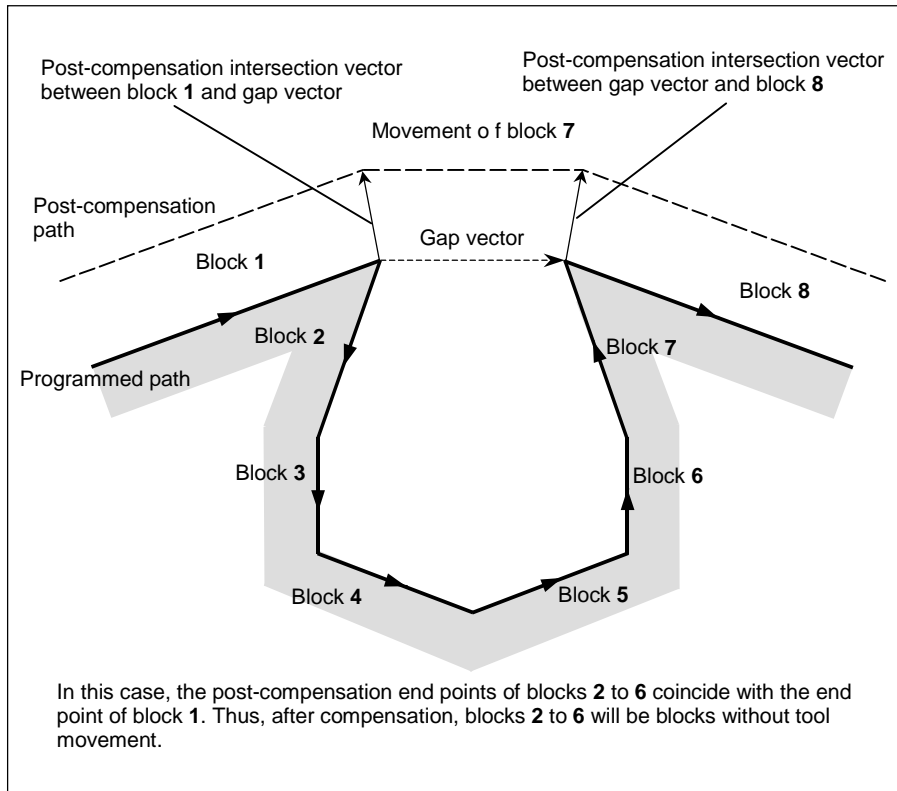 Post-compensation intersection vector
between block 1 and gap vector
Post-compensation intersection vector
between gap vector and block 8
Movement o f block 7
Post-compensation
path
Gap vector
Block 1
Block 8
Block 2
Block 7
Programmed path
Block 3
Block 6
Block 4
Block 5
In this case, the post-compensation end points of blocks 2 to 6 coincide with the end
point of block 1. Thus, after compensation, blocks 2 to 6 will be blocks without tool
movement.